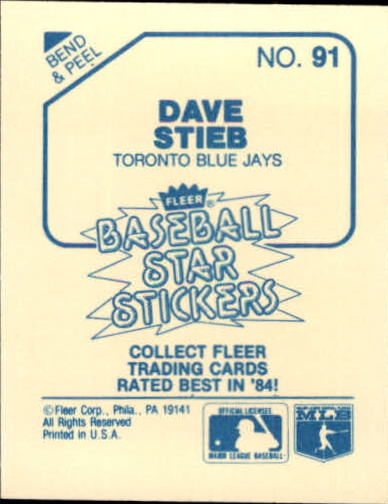 BEND
& PEEL
NO. 91
DAVE
STIEB
TORONTO BLUE JAYS
FLEER®
BASEBALL
STAR
STICKERS
COLLECT FLEER
TRADING CARDS
RATED BEST IN '84!
© Fleer Corp., Phila., PA 19141
All Rights Reserved
Printed in U.S.A.
OFFICIAL LICENSEE
MAJOR LEAGUE BASEBALL
MLB